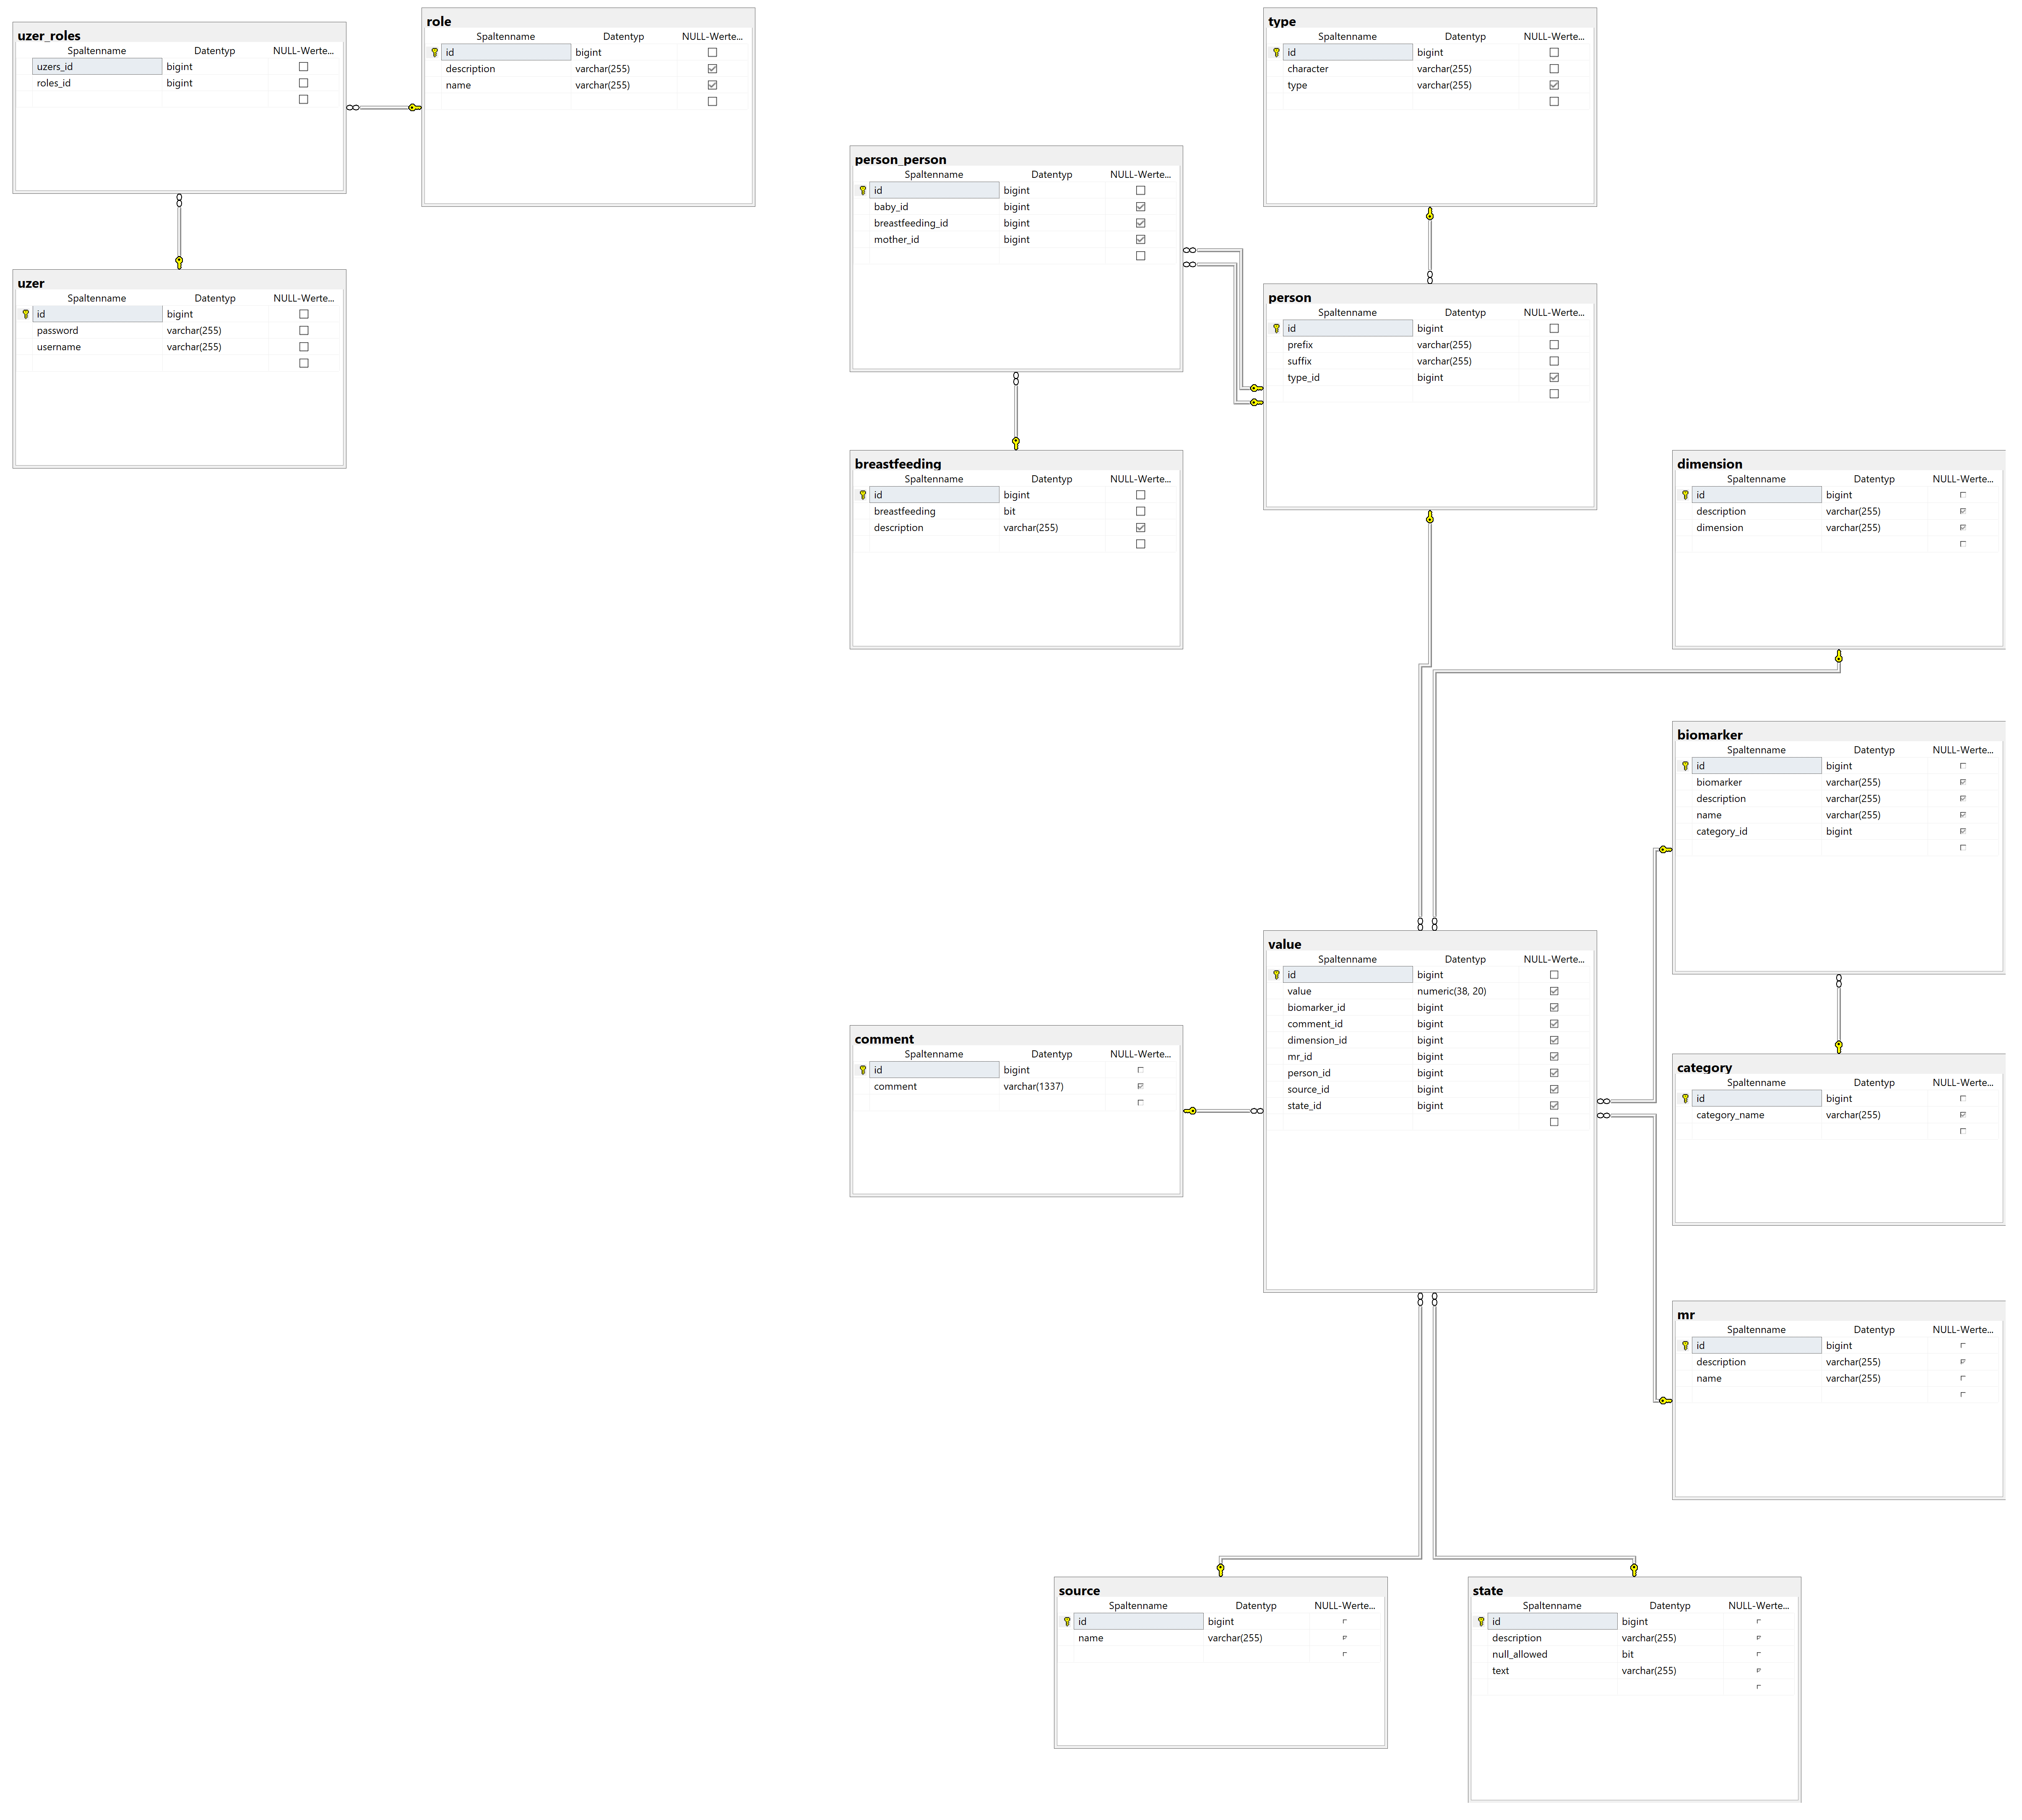 uzer_roles
Spaltenname Datentyp NULL-Werte...
uzers_id bigint
roles_id bigint
role
Spaltenname Datentyp NULL-Werte...
id bigint
description varchar(255)
name varchar(255)
type
Spaltenname Datentyp NULL-Werte...
id bigint
character varchar(255)
type varchar(255)
person_person
Spaltenname Datentyp NULL-Werte...
id bigint
baby_id bigint
breastfeeding_id bigint
mother_id bigint
uzer
Spaltenname Datentyp NULL-Werte...
id bigint
password varchar(255)
username varchar(255)
person
Spaltenname Datentyp NULL-Werte...
id bigint
prefix varchar(255)
suffix varchar(255)
type_id bigint
breastfeeding
Spaltenname Datentyp NULL-Werte...
id bigint
breastfeeding bit
description varchar(255)
dimension
Spaltenname Datentyp NULL-Werte...
id bigint
description varchar(255)
dimension varchar(255)
biomarker
Spaltenname Datentyp NULL-Werte...
id bigint
biomarker varchar(255)
description varchar(255)
name varchar(255)
category_id bigint
value
Spaltenname Datentyp NULL-Werte...
id bigint
value numeric(38, 20)
biomarker_id bigint
comment_id bigint
dimension_id bigint
mr_id bigint
person_id bigint
source_id bigint
state_id bigint
comment
Spaltenname Datentyp NULL-Werte...
id bigint
comment varchar(1337)
category
Spaltenname Datentyp NULL-Werte...
id bigint
category_name varchar(255)
mr
Spaltenname Datentyp NULL-Werte...
id bigint
description varchar(255)
name varchar(255)
source
Spaltenname Datentyp NULL-Werte...
id bigint
name varchar(255)
state
Spaltenname Datentyp NULL-Werte...
id bigint
description varchar(255)
null_allowed bit
text varchar(255)